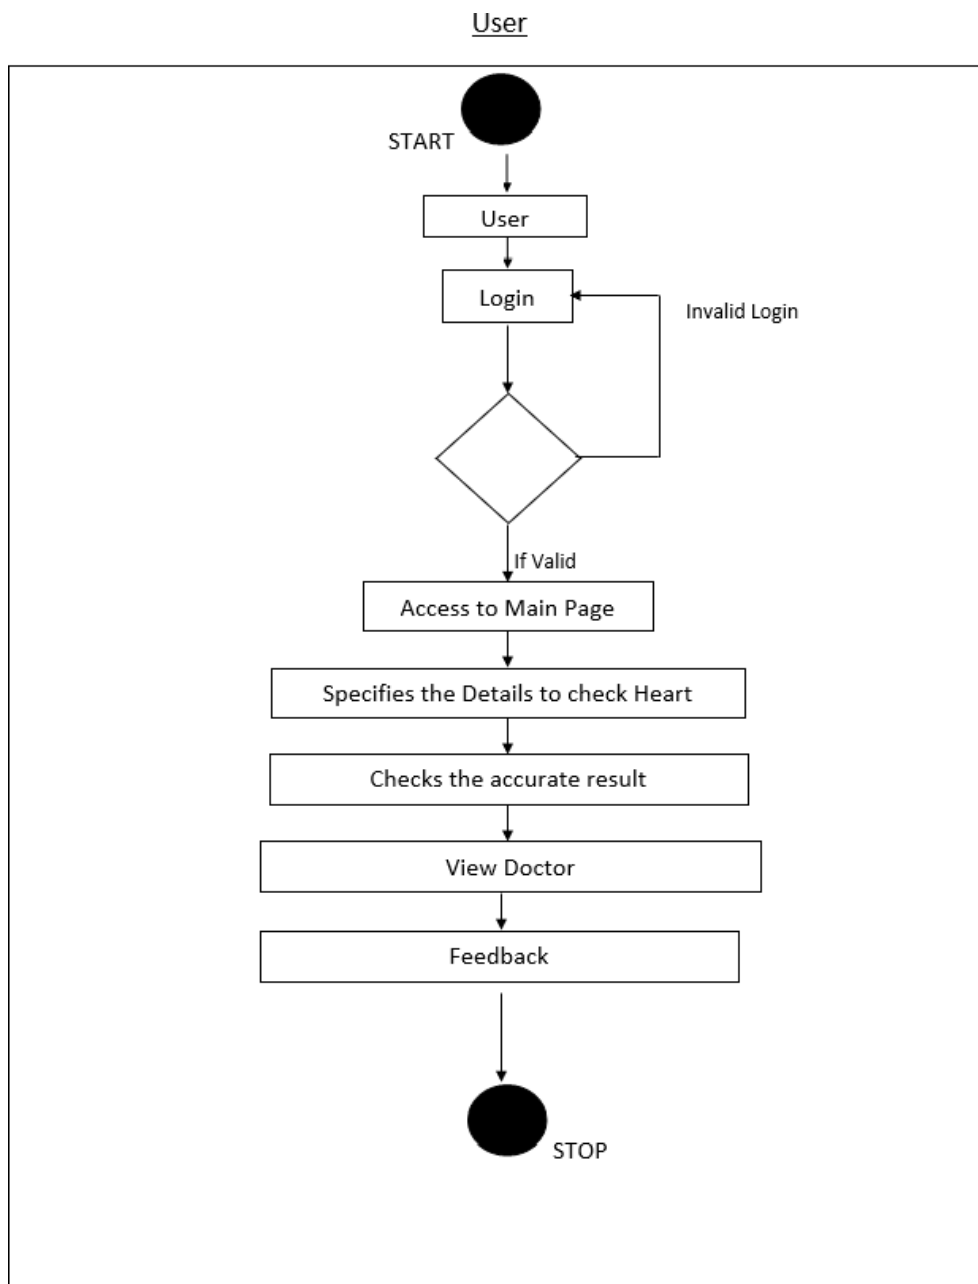 User
START
User
Login
Invalid Login
If Valid
Access to Main Page
Specifies the Details to check Heart
Checks the accurate result
View Doctor
Feedback
STOP